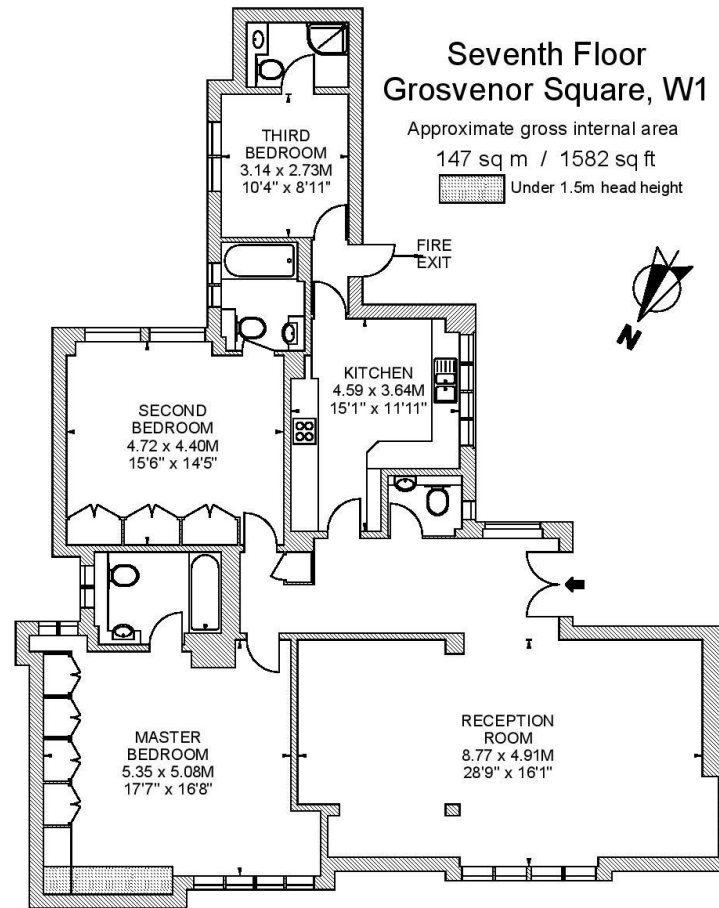 Seventh Floor
Grosvenor Square, W1
Approximate gross internal area
147 sq m / 1582 sq ft
Under 1.5m head height
THIRD
BEDROOM
3.14 x 2.73M
10'4" x 8'11"
FIRE
EXIT
N
KITCHEN
4.59 x 3.64M
15'1" x 11'11"
SECOND
BEDROOM
4.72 x 4.40M
15'6" x 14'5"
MASTER
BEDROOM
5.35 x 5.08M
17'7" x 16'8"
RECEPTION
ROOM
8.77 x 4.91M
28'9" x 16'1"